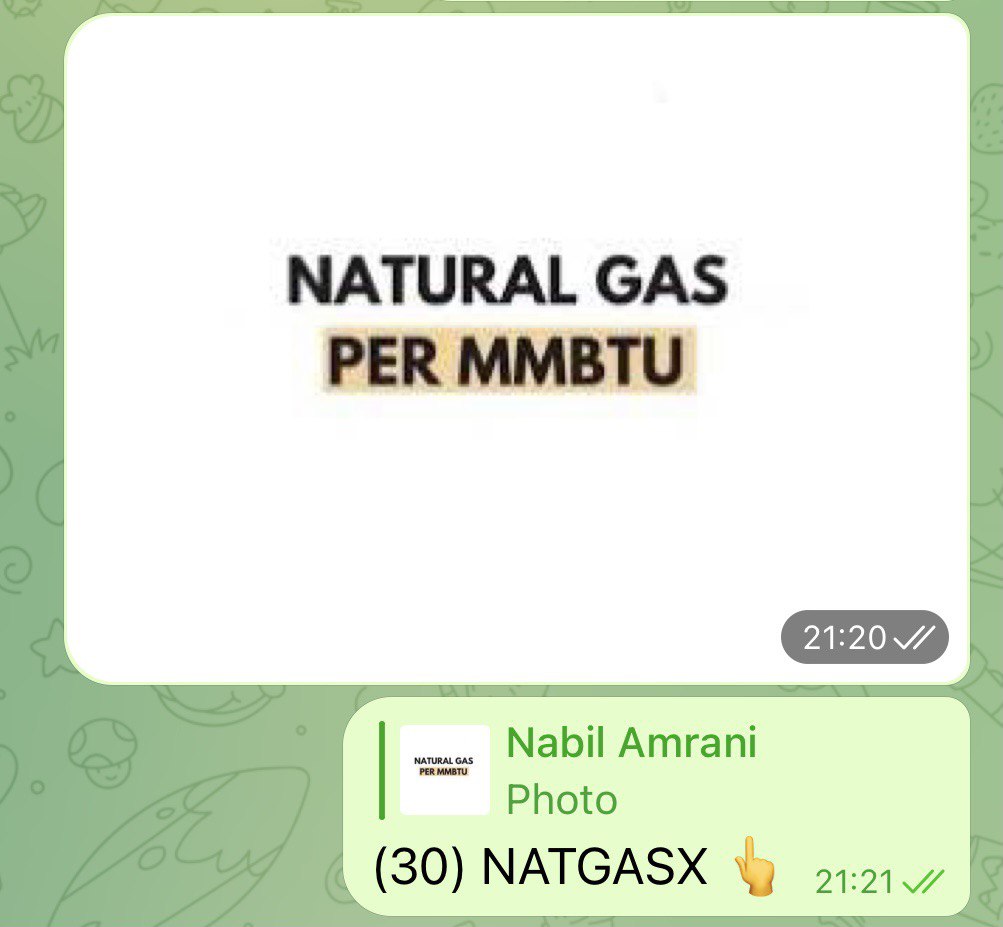 NATURAL GAS
PER MMBTU
21:20
NATURAL GAS
PER MMBTU
Nabil Amrani
Photo
(30) NATGASX 👆
21:21